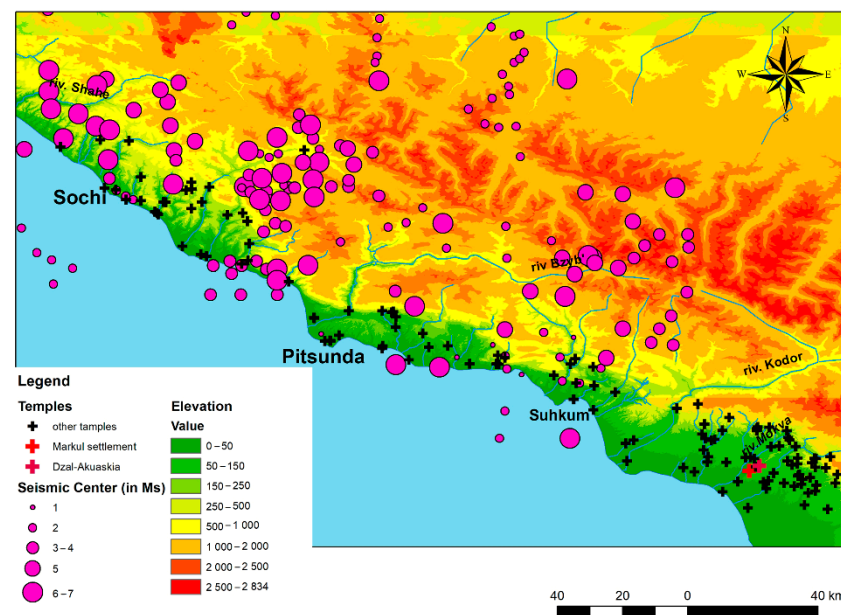 N
W
E
S
riv. Shahe
Sochi
riv Bzyb'
Pitsunda
riv. Kodor
Suhkum
riv.Mokva
Legend
Temples
other tamples
Markul settlement
Dzal-Akuaskia
Seismic Center (in Ms)
1
2
3–4
5
6–7
Elevation
Value
0–50
50–150
150–250
250–500
500–1 000
1 000–2 000
2 000–2 500
2 500–2 834
40 20 0 40 km